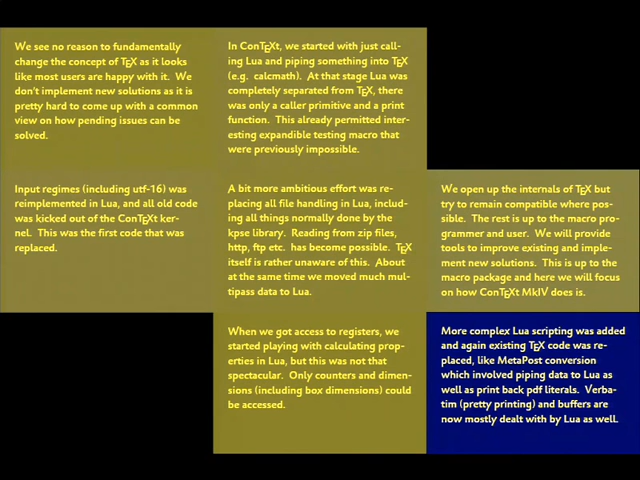 We see no reason to fundamentally
change the concept of TEX as it looks
like most users are happy with it. We
don't implement new solutions as it is
pretty hard to come up with a common
view on how pending issues can be
solved.
In ConTEXt, we started with just call-
ing Lua and piping something into TEX
(e.g. calcmath). At that stage Lua was
completely separated from TEX, there
was only a caller primitive and a print
function. This already permitted inter-
esting expandible testing macro that
were previously impossible.
Input regimes (including utf-16) was
reimplemented in Lua, and all old code
was kicked out of the ConTEXt ker-
nel. This was the first code that was
replaced.
A bit more ambitious effort was re-
placing all file handling in Lua, includ-
ing all things normally done by the
kpse library. Reading from zip files,
http, ftp etc. has become possible. TEX
itself is rather unaware of this. About
at the same time we moved much mul-
tipass data to Lua.
We open up the internals of TEX but
try to remain compatible where pos-
sible. The rest is up to the macro pro-
grammer and user. We will provide
tools to improve existing and imple-
ment new solutions. This is up to the
macro package and here we will focus
on how ConTEXt MkIV does is.
When we got access to registers, we
started playing with calculating prop-
erties in Lua, but this was not that
spectacular. Only counters and dimen-
sions (including box dimensions) could
be accessed.
More complex Lua scripting was added
and again existing TEX code was re-
placed, like MetaPost conversion
which involved piping data to Lua as
well as print back pdf literals. Verba-
tim (pretty printing) and buffers are
now mostly dealt with by Lua as well.